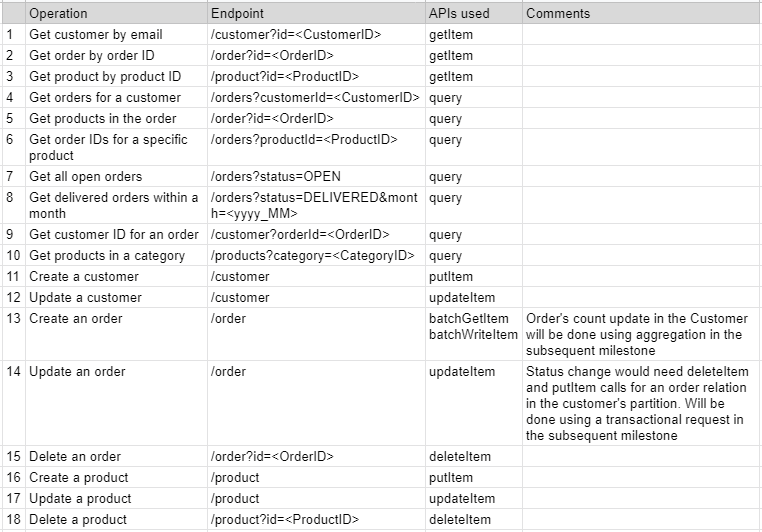 Operation Endpoint APIs used Comments
1 Get customer by email /customer?id=<CustomerID> getItem
2 Get order by order ID /order?id=<OrderID> getItem
3 Get product by product ID /product?id=<ProductID> getItem
4 Get orders for a customer /orders?customerId=<CustomerID> query
5 Get products in the order /order?id=<OrderID> query
6 Get order IDs for a specific /orders?productId=<ProductID> query
product
7 Get all open orders /orders?status=OPEN query
8 Get delivered orders within a /orders?status=DELIVERED&mont query
month h=<yyyy_MM>
9 Get customer ID for an order /customer?orderId=<OrderID> query
10 Get products in a category /products?category=<CategoryID> query
11 Create a customer /customer putItem
12 Update a customer /customer updateItem
13 Create an order /order batchGetItem Order's count update in the Customer
batchWriteItem will be done using aggregation in the
subsequent milestone
14 Update an order /order updateItem Status change would need deleteItem
and putItem calls for an order relation
in the customer's partition. Will be
done using a transactional request in
the subsequent milestone
15 Delete an order /order?id=<OrderID> deleteItem
16 Create a product /product putItem
17 Update a product /product updateItem
18 Delete a product /product?id=<ProductID> deleteItem